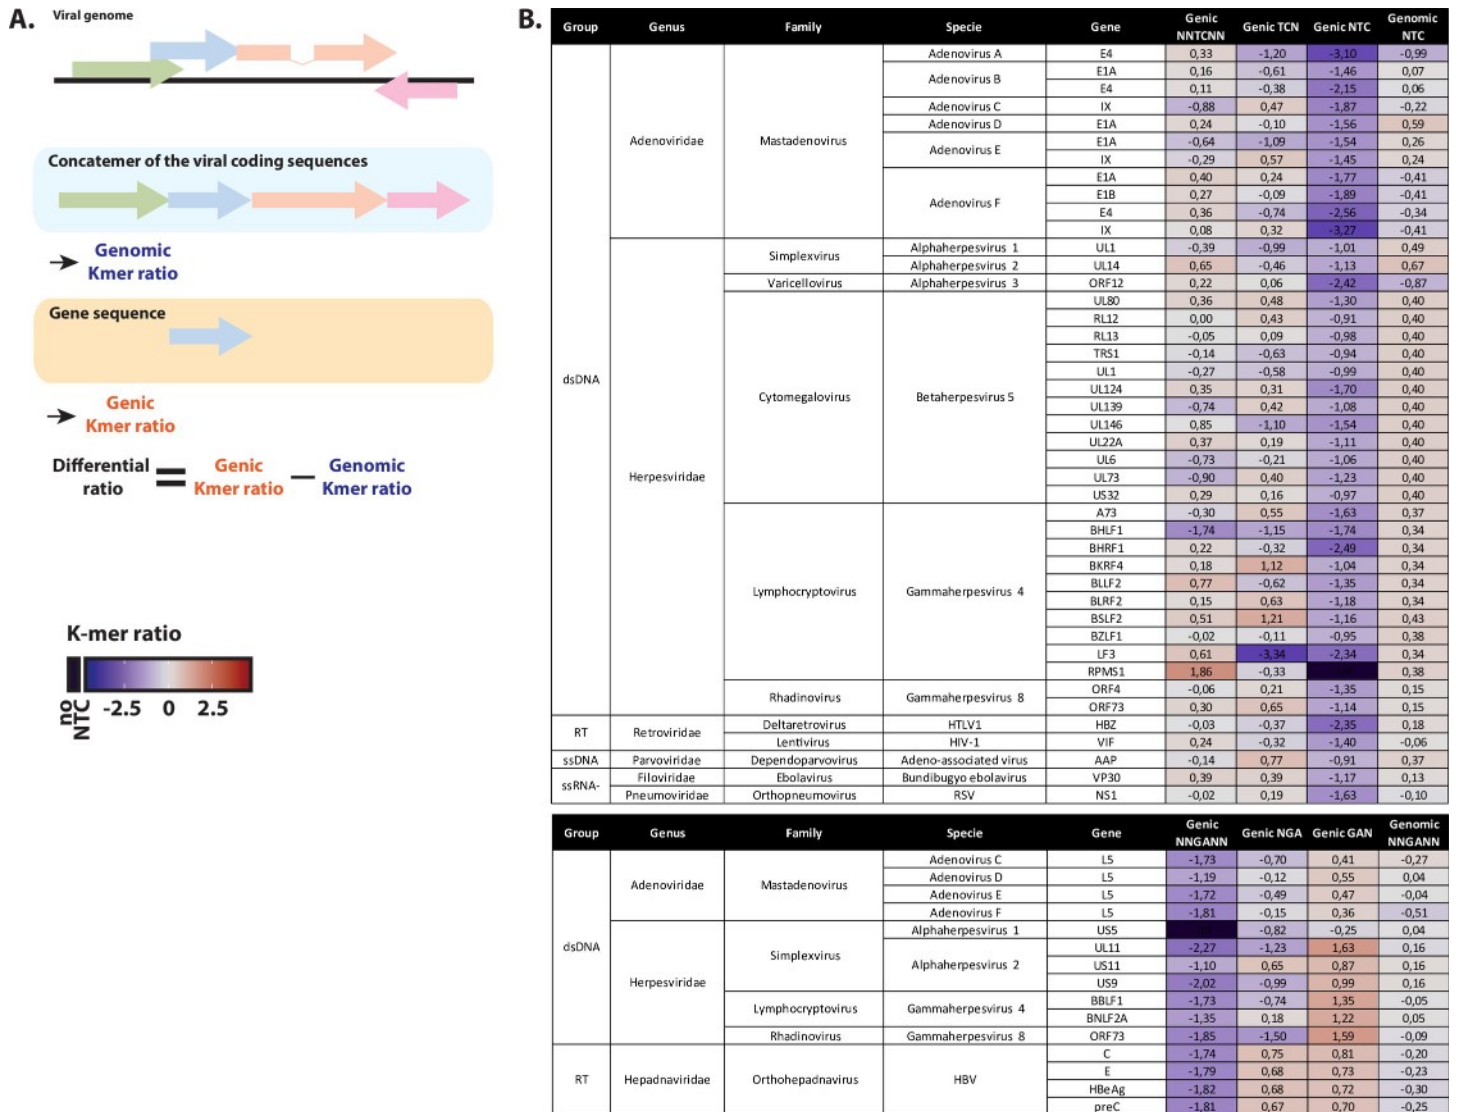 A.
Viral genome
Concatemer of the viral coding sequences
Genomic
Kmer ratio
Gene sequence
Genic
Kmer ratio
Differential ratio = Genic Kmer ratio — Genomic Kmer ratio
K-mer ratio
no NTC -2.5 0 2.5
B.
Group Genus Family Specie Gene Genic NNTCNN Genic TCN Genic NTC Genomic NTC
dsDNA Adenoviridae Mastadenovirus Adenovirus A E4 0,33 -1,20 -3,10 -0,99
Adenovirus B E1A 0,16 -0,61 -1,46 0,07
E4 0,11 -0,38 -2,15 0,06
Adenovirus C IX -0,88 0,47 -1,87 -0,22
Adenovirus D E1A 0,24 -0,10 -1,56 0,59
Adenovirus E E1A -0,64 -1,09 -1,54 0,26
IX -0,29 0,57 -1,45 0,24
Adenovirus F E1A 0,40 0,24 -1,77 -0,41
E1B 0,27 -0,09 -1,89 -0,41
E4 0,36 -0,74 -2,56 -0,34
IX 0,08 0,32 -3,27 -0,41
Herpesviridae Simplexvirus Alphaherpesvirus 1 UL1 -0,39 -0,99 -1,01 0,49
Alphaherpesvirus 2 UL14 0,65 -0,46 -1,13 0,67
Varicellovirus Alphaherpesvirus 3 ORF12 0,22 0,06 -2,42 -0,87
Cytomegalovirus Betaherpesvirus 5 UL80 0,36 0,48 -1,30 0,40
RL12 0,00 0,43 -0,91 0,40
RL13 -0,05 0,09 -0,98 0,40
TRS1 -0,14 -0,63 -0,94 0,40
UL1 -0,27 -0,58 -0,99 0,40
UL124 0,35 0,31 -1,70 0,40
UL139 -0,74 0,42 -1,08 0,40
UL146 0,85 -1,10 -1,54 0,40
UL22A 0,37 0,19 -1,11 0,40
UL6 -0,73 -0,21 -1,06 0,40
UL73 -0,90 0,40 -1,23 0,40
US32 0,29 0,16 -0,97 0,40
Lymphocryptovirus Gammaherpesvirus 4 A73 -0,30 0,55 -1,63 0,37
BHLF1 -1,74 -1,15 -1,74 0,34
BHRF1 0,22 -0,32 -2,49 0,34
BKRF4 0,18 1,12 -1,04 0,34
BLLF2 0,77 -0,62 -1,35 0,34
BLRF2 0,15 0,63 -1,18 0,34
BSLF2 0,51 1,21 -1,16 0,43
BZLF1 -0,02 -0,11 -0,95 0,38
LF3 0,61 -3,34 -2,34 0,34
RPMS1 1,86 -0,33 0,38
Rhadinovirus Gammaherpesvirus 8 ORF4 -0,06 0,21 -1,35 0,15
ORF73 0,30 0,65 -1,14 0,15
RT Retroviridae Deltaretrovirus HTLV1 HBZ -0,03 -0,37 -2,35 0,18
Lentivirus HIV-1 VIF 0,24 -0,32 -1,40 -0,06
ssDNA Parvoviridae Dependoparvovirus Adeno-associated virus AAP -0,14 0,77 -0,91 0,37
ssRNA- Filoviridae Ebolavirus Bundibugyo ebolavirus VP30 0,39 0,39 -1,17 0,13
Pneumoviridae Orthopneumovirus RSV NS1 -0,02 0,19 -1,63 -0,10
Group Genus Family Specie Gene Genic NNGANN Genic NGA Genic GAN Genomic NNGANN
dsDNA Adenoviridae Mastadenovirus Adenovirus C L5 -1,73 -0,70 0,41 -0,27
Adenovirus D L5 -1,19 -0,12 0,55 0,04
Adenovirus E L5 -1,72 -0,49 0,47 -0,04
Adenovirus F L5 -1,81 -0,15 0,36 -0,51
Herpesviridae Simplexvirus Alphaherpesvirus 1 US5 -0,82 -0,25 0,04
Alphaherpesvirus 2 UL11 -2,27 -1,23 1,63 0,16
US11 -1,10 0,65 0,87 0,16
US9 -2,02 -0,99 0,99 0,16
Lymphocryptovirus Gammaherpesvirus 4 BBLF1 -1,73 -0,74 1,35 -0,05
BNLF2A -1,35 0,18 1,22 0,05
Rhadinovirus Gammaherpesvirus 8 ORF73 -1,85 -1,50 1,59 -0,09
RT Hepadnaviridae Orthohepadnavirus HBV C -1,74 0,75 0,81 -0,20
E -1,79 0,68 0,73 -0,23
HBeAg -1,82 0,68 0,72 -0,30
preC -1,81 0,67 0,70 -0,25